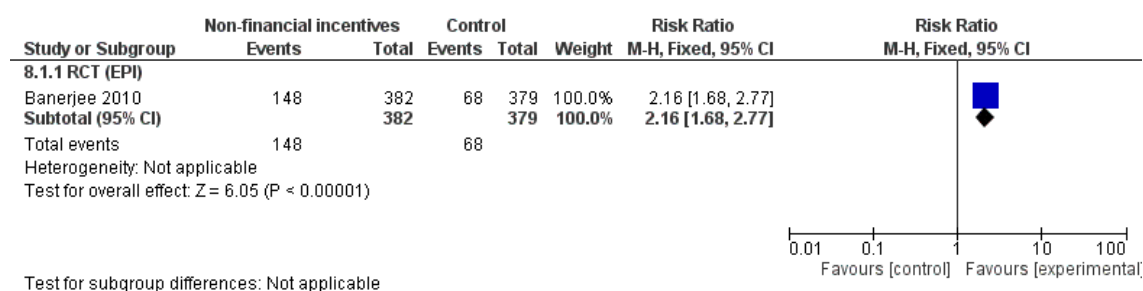 Non-financial incentives Control Risk Ratio Risk Ratio
Study or Subgroup Events Total Events Total Weight M-H, Fixed, 95% CI M-H, Fixed, 95% CI
8.1.1 RCT (EPI)
Banerjee 2010 148 382 68 379 100.0% 2.16 [1.68, 2.77]
Subtotal (95% CI) 382 379 100.0% 2.16 [1.68, 2.77]
Total events 148 68
Heterogeneity: Not applicable
Test for overall effect: Z = 6.05 (P < 0.00001)
0.01 0.1 1 10 100
Favours [control] Favours [experimental]
Test for subgroup differences: Not applicable